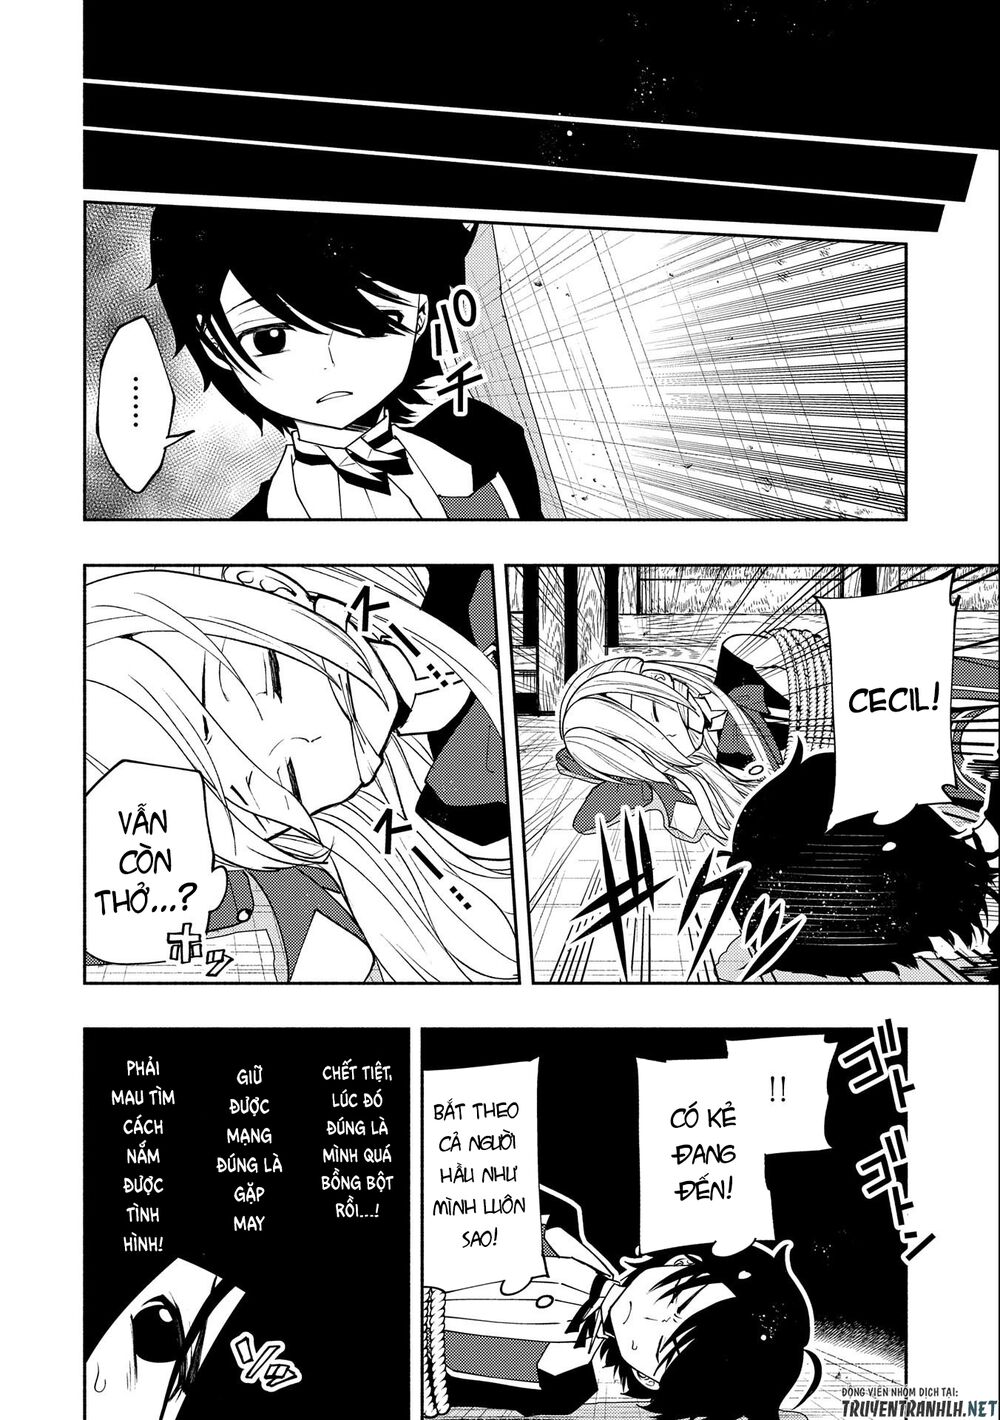 パチ
......
CECIL!
ガバッ
スー...
スー...
VẪN
CÒN
THỞ...?
ホッ
ゴト
ゴト
!!
CÓ KẺ
ĐANG
ĐẾN!
BẮT THEO
CẢ NGƯỜI
HẦU NHƯ
MÌNH LUÔN
SAO!
CHẾT TIỆT,
LÚC ĐÓ
ĐÚNG LÀ
MÌNH QUÁ
BỒNG BỘT
RỒI...!
GIỮ
ĐƯỢC
MẠNG
ĐÚNG LÀ
GẶP
MAY
PHẢI
MAU TÌM
CÁCH
NẮM
ĐƯỢC
TÌNH
HÌNH!
ĐỘNG VIÊN NHÓM DỊCH TẠI:
TRUYENTRANHLH.NET